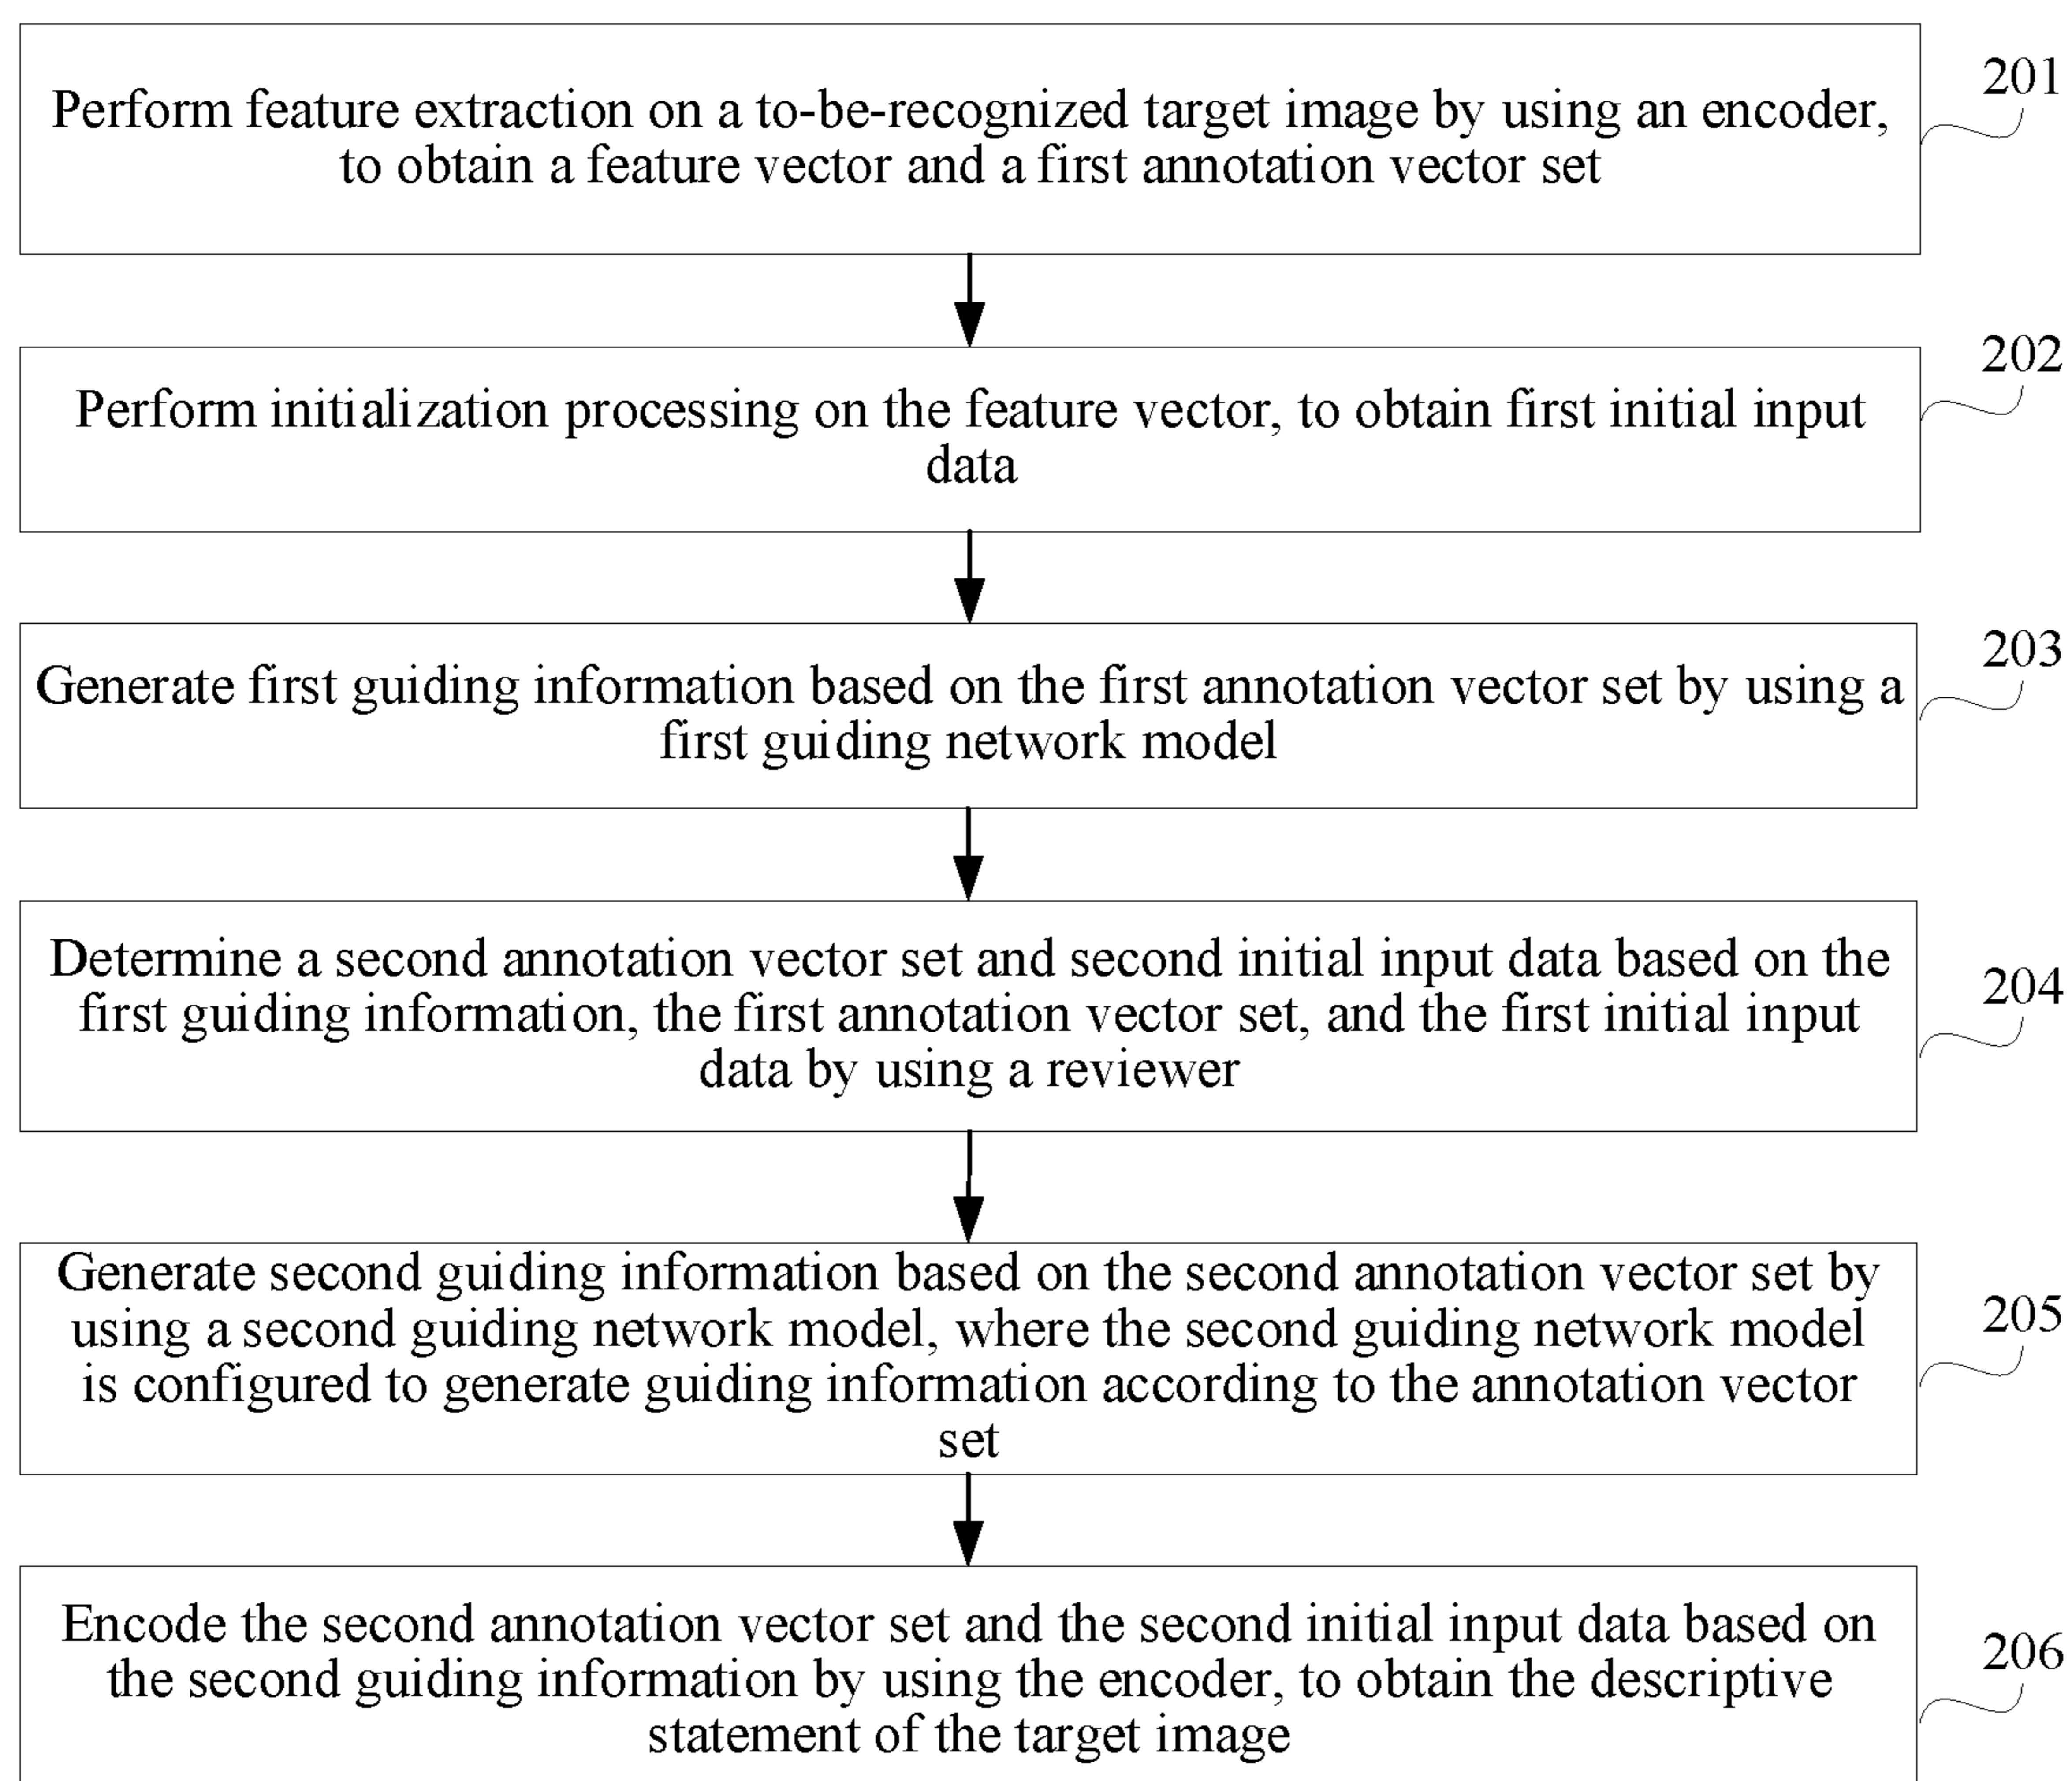 Perform feature extraction on a to-be-recognized target image by using an encoder,
to obtain a feature vector and a first annotation vector set
201
Perform initialization processing on the feature vector, to obtain first initial input
data
202
Generate first guiding information based on the first annotation vector set by using a
first guiding network model
203
Determine a second annotation vector set and second initial input data based on the
first guiding information, the first annotation vector set, and the first initial input
data by using a reviewer
204
Generate second guiding information based on the second annotation vector set by
using a second guiding network model, where the second guiding network model
is configured to generate guiding information according to the annotation vector
set
205
Encode the second annotation vector set and the second initial input data based on
the second guiding information by using the encoder, to obtain the descriptive
statement of the target image
206